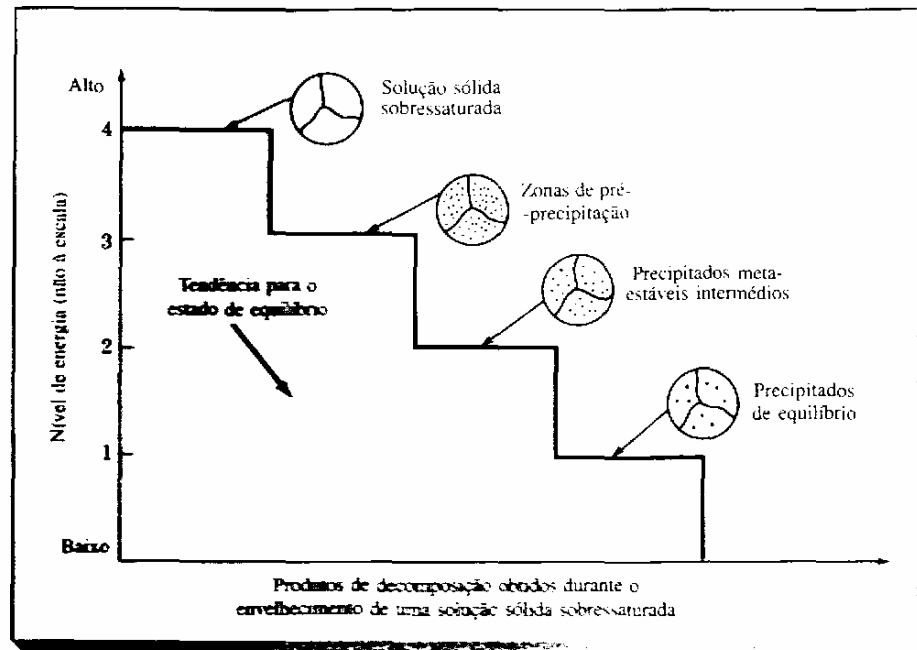 Alto
Solução sólida
sobressaturada
4
Zonas de pré-
-precipitação
3
Nível de energia (não à escala)
Tendência para o
estado de equilíbrio
Precipitados meta-
estáveis intermédios
2
Precipitados
de equilíbrio
1
Baixo
Produtos de decomposição obtidos durante o
envelhecimento de uma solução sólida sobressaturada